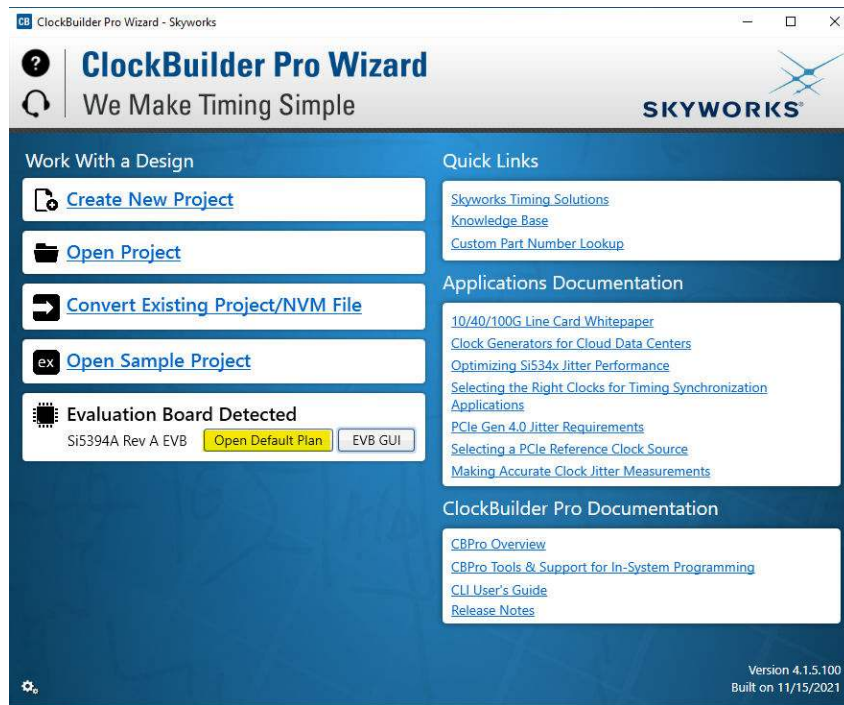 CB ClockBuilder Pro Wizard - Skyworks
ClockBuilder Pro Wizard
We Make Timing Simple
SKYWORKS®
Work With a Design
Create New Project
Open Project
Convert Existing Project/NVM File
ex Open Sample Project
Evaluation Board Detected
Si5394A Rev A EVB Open Default Plan EVB GUI
Quick Links
Skyworks Timing Solutions
Knowledge Base
Custom Part Number Lookup
Applications Documentation
10/40/100G Line Card Whitepaper
Clock Generators for Cloud Data Centers
Optimizing Si534x Jitter Performance
Selecting the Right Clocks for Timing Synchronization
Applications
PCIe Gen 4.0 Jitter Requirements
Selecting a PCIe Reference Clock Source
Making Accurate Clock Jitter Measurements
ClockBuilder Pro Documentation
CBPro Overview
CBPro Tools & Support for In-System Programming
CLI User's Guide
Release Notes
Version 4.1.5.100
Built on 11/15/2021